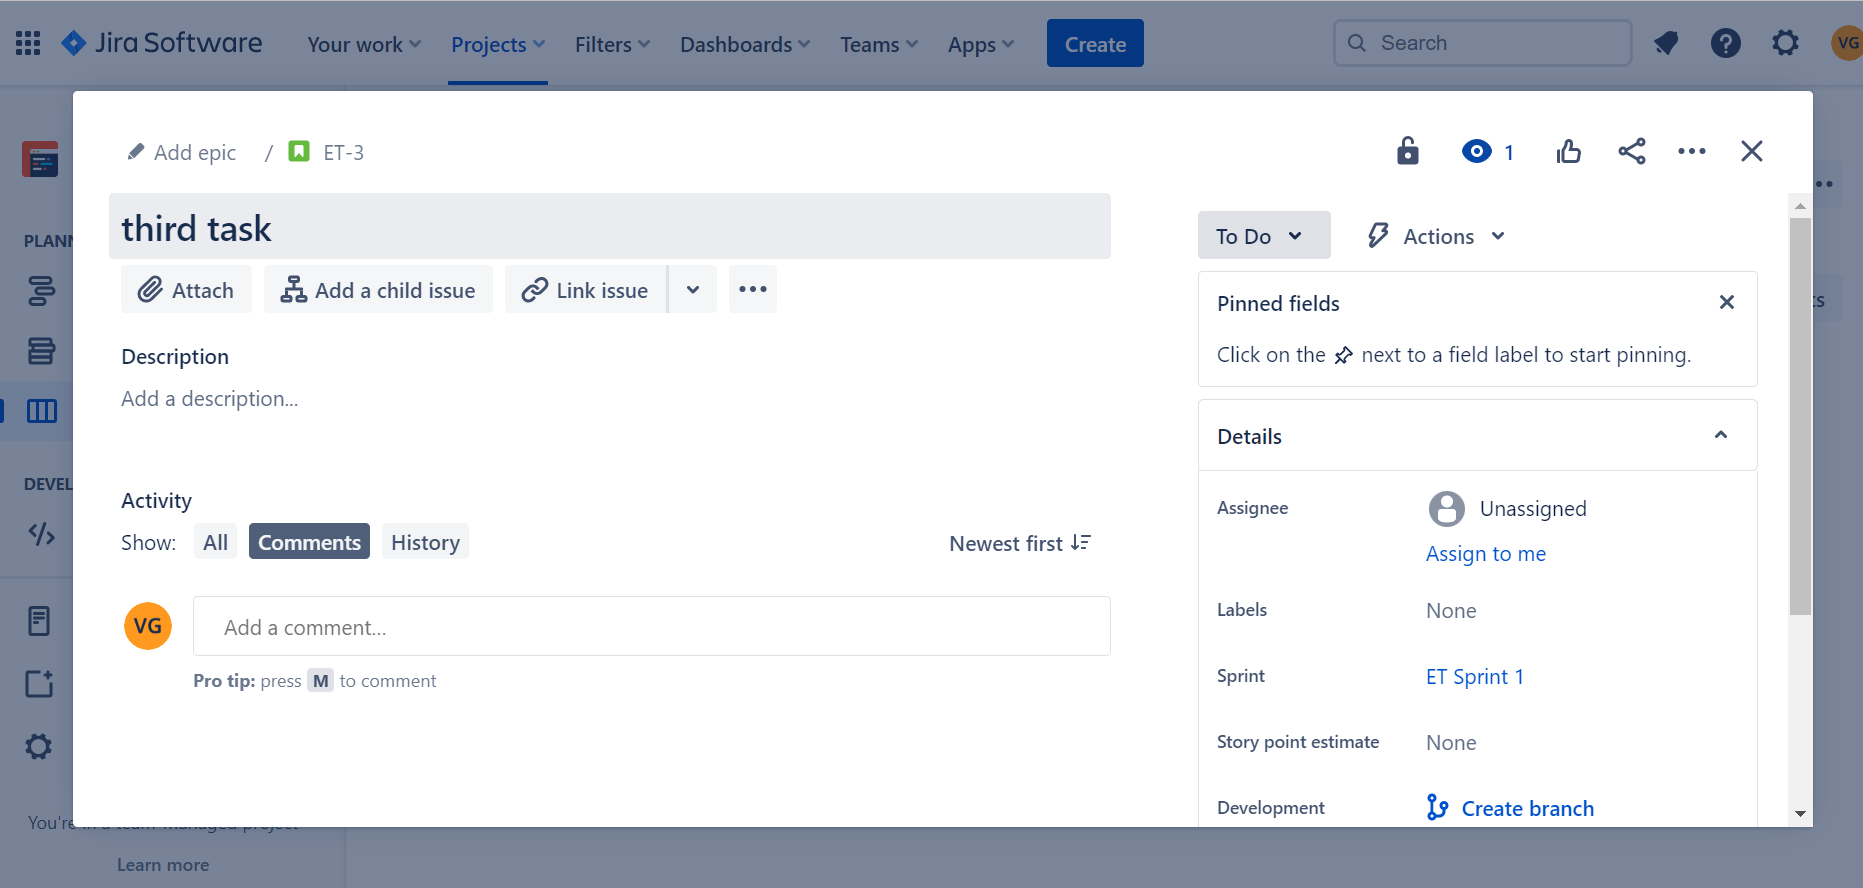 Jira Software Your work Projects Filters Dashboards Teams Apps Create Search VG
Add epic / ET-3 1
third task
Attach Add a child issue Link issue
Description
Add a description...
Activity
Show: All Comments History Newest first
VG Add a comment...
Pro tip: press M to comment
To Do Actions
Pinned fields
Click on the next to a field label to start pinning.
Details
Assignee Unassigned
Assign to me
Labels None
Sprint ET Sprint 1
Story point estimate None
Development Create branch
PLANN
DEVEL
You're in a team-managed project
Learn more